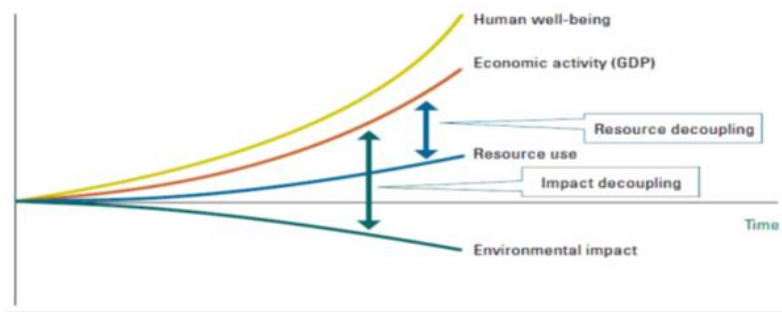 Human well-being
Economic activity (GDP)
Resource decoupling
Resource use
Impact decoupling
Time
Environmental impact